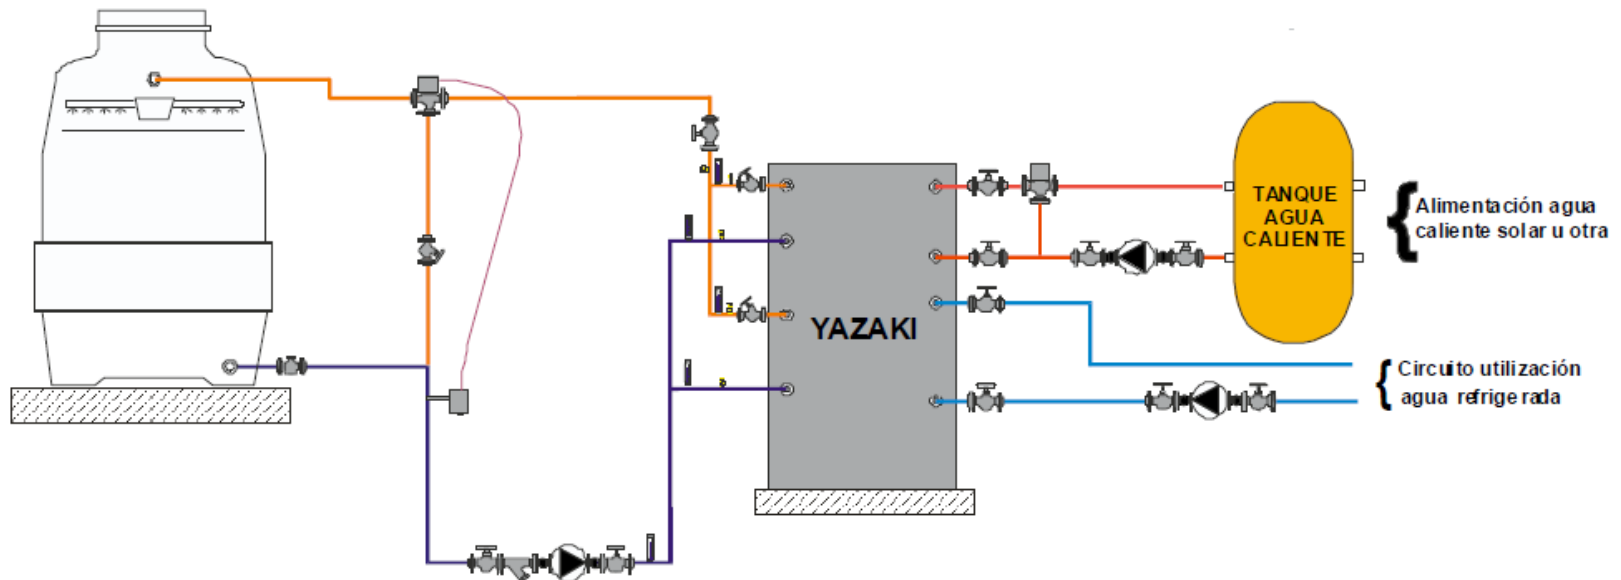 YAZAKI
TANQUE
AGUA
CALIENTE
Alimentación agua
caliente solar u otra
Circuito utilización
agua refrigerada